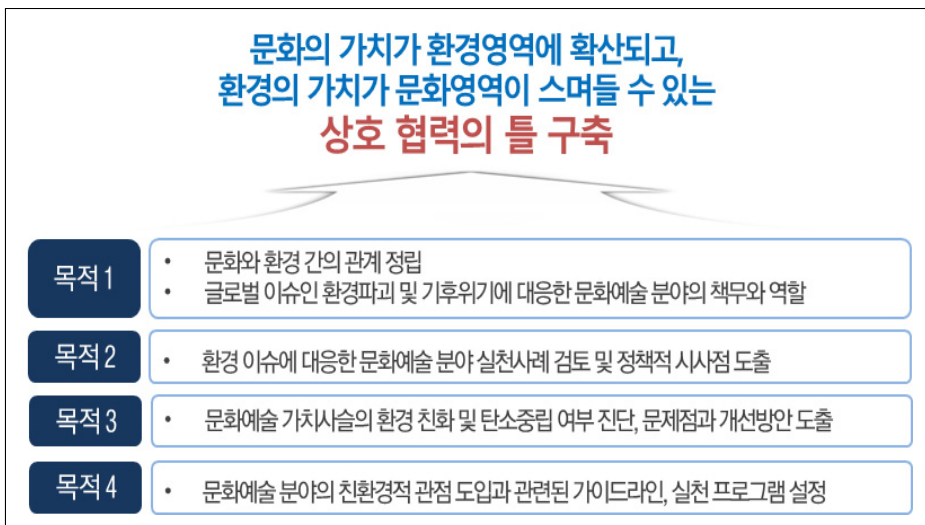 문화의 가치가 환경영역에 확산되고,
환경의 가치가 문화영역이 스며들 수 있는
상호 협력의 틀 구축
목적 1
• 문화와 환경 간의 관계 정립
• 글로벌 이슈인 환경파괴 및 기후위기에 대응한 문화예술 분야의 책무와 역할
목적 2
• 환경 이슈에 대응한 문화예술 분야 실천사례 검토 및 정책적 시사점 도출
목적 3
• 문화예술 가치사슬의 환경 친화 및 탄소중립 여부 진단, 문제점과 개선방안 도출
목적 4
• 문화예술 분야의 친환경적 관점 도입과 관련된 가이드라인, 실천 프로그램 설정